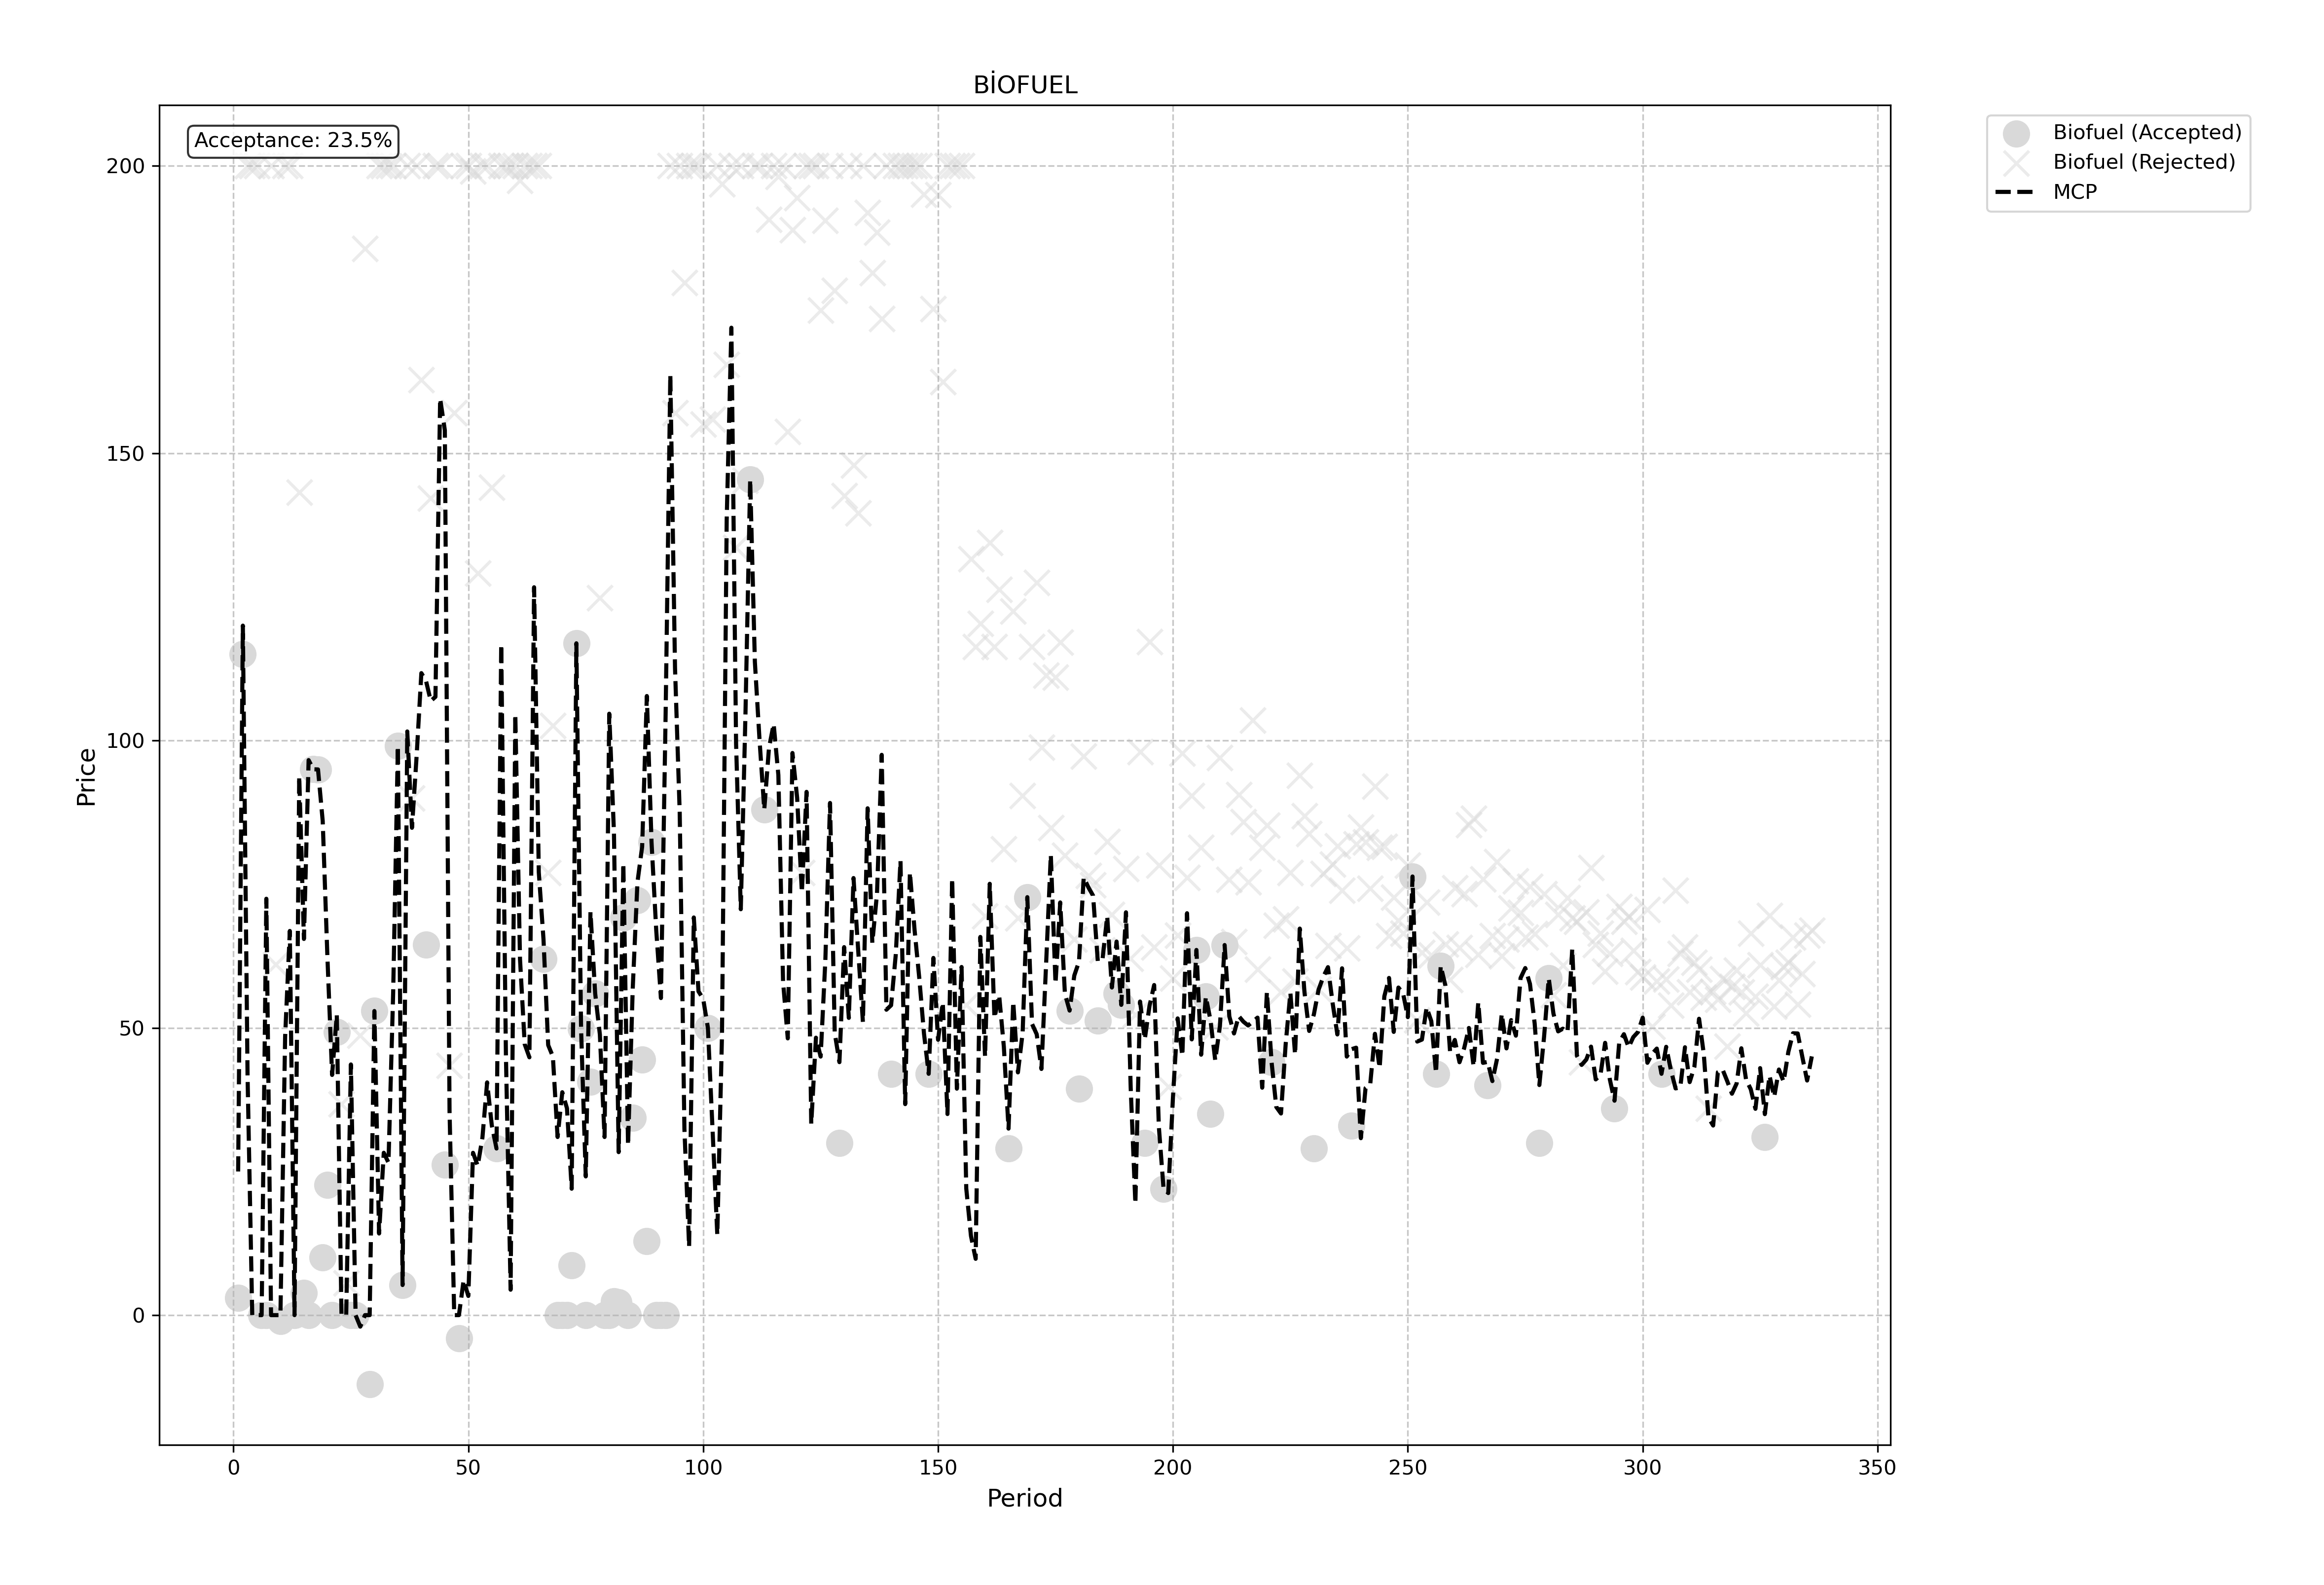 BİOFUEL
Acceptance: 23.5%
Biofuel (Accepted)
Biofuel (Rejected)
MCP
Price
200
150
100
50
0
0 50 100 150 200 250 300 350
Period